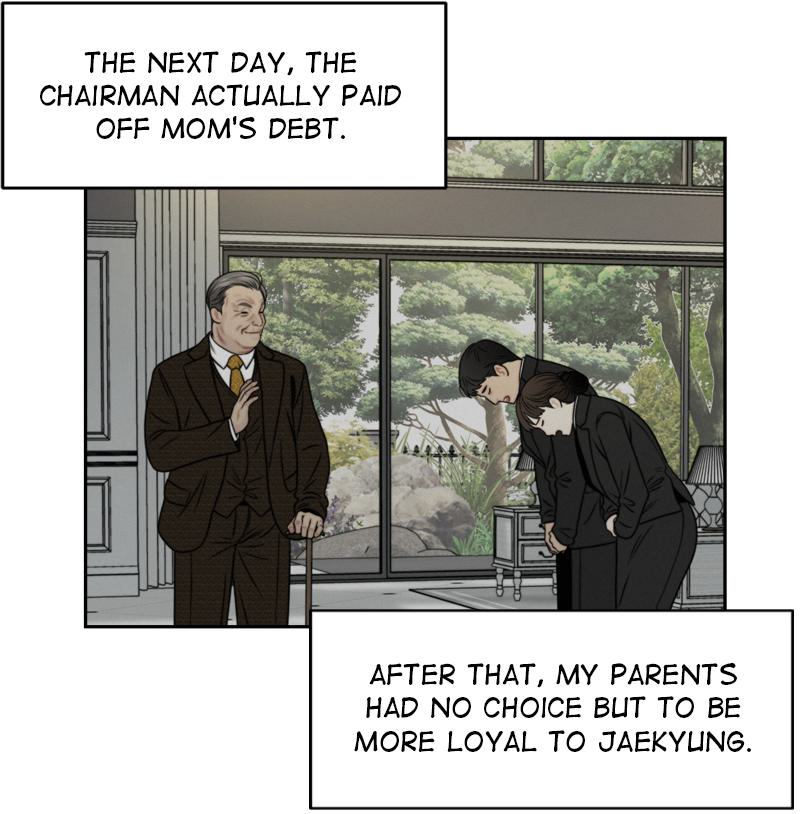 THE NEXT DAY, THE
CHAIRMAN ACTUALLY PAID
OFF MOM'S DEBT.
AFTER THAT, MY PARENTS
HAD NO CHOICE BUT TO BE
MORE LOYAL TO JAEKYUNG.